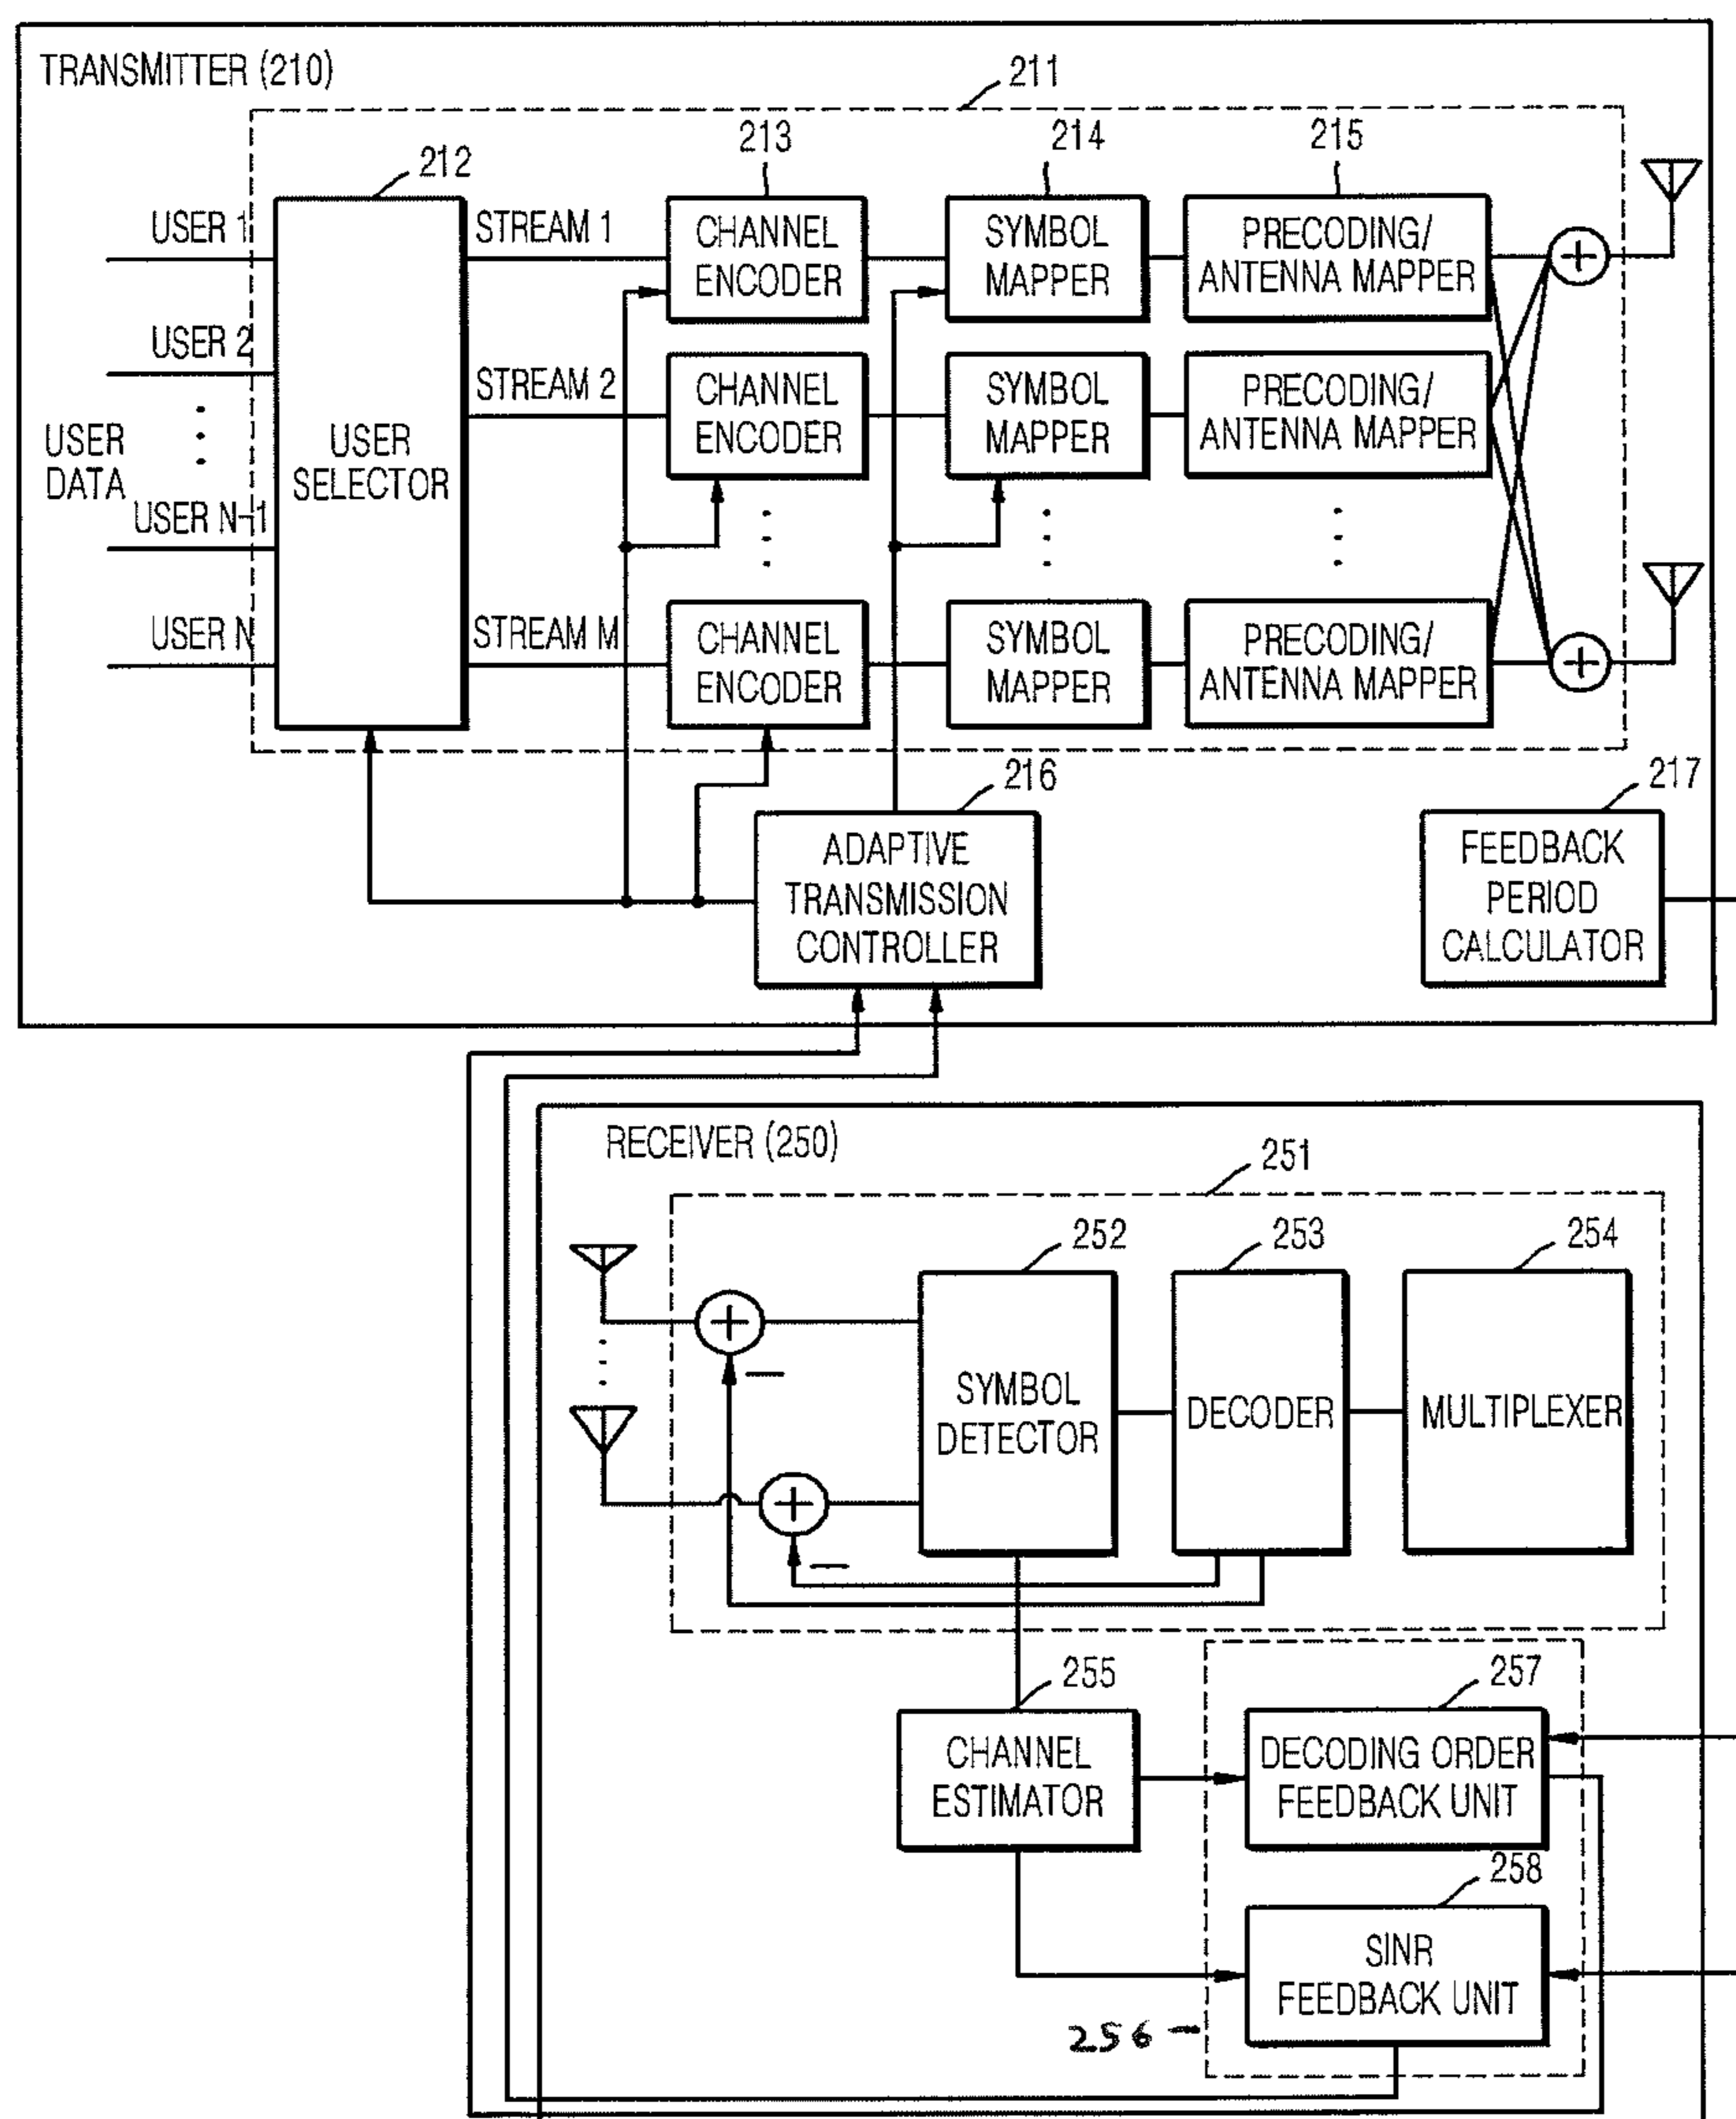 TRANSMITTER (210)
211
212
213
214
215
USER 1
STREAM 1
CHANNEL
ENCODER
SYMBOL
MAPPER
PRECODING/
ANTENNA MAPPER
USER 2
STREAM 2
CHANNEL
ENCODER
SYMBOL
MAPPER
PRECODING/
ANTENNA MAPPER
USER
DATA
USER
SELECTOR
USER N-1
USER N
STREAM M
CHANNEL
ENCODER
SYMBOL
MAPPER
PRECODING/
ANTENNA MAPPER
216
217
ADAPTIVE
TRANSMISSION
CONTROLLER
FEEDBACK
PERIOD
CALCULATOR
RECEIVER (250)
251
252
253
254
SYMBOL
DETECTOR
DECODER
MULTIPLEXER
255
257
CHANNEL
ESTIMATOR
DECODING ORDER
FEEDBACK UNIT
258
SINR
FEEDBACK UNIT
256